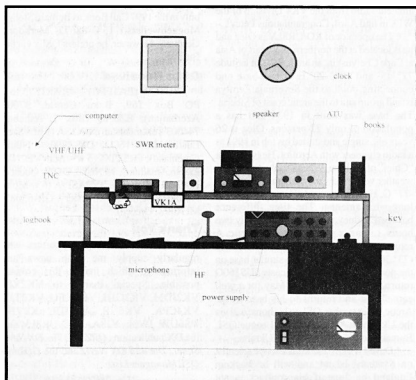 clock
computer
speaker
ATU
SWR meter
books
VHF/UHF
TNC
VK1A
logbook
key
microphone
HF
power supply